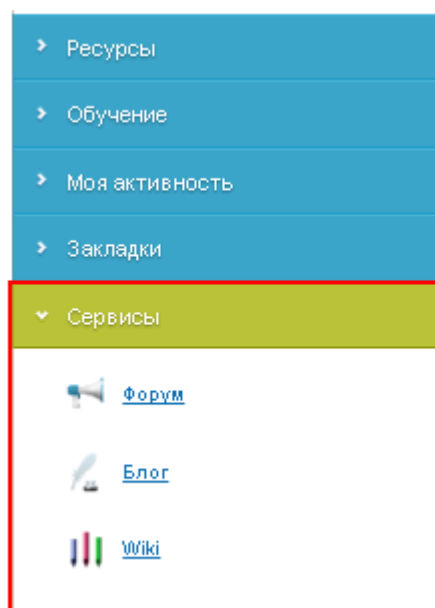 Ресурсы
Обучение
Моя активность
Закладки
Сервисы
Форум
Блог
Wiki